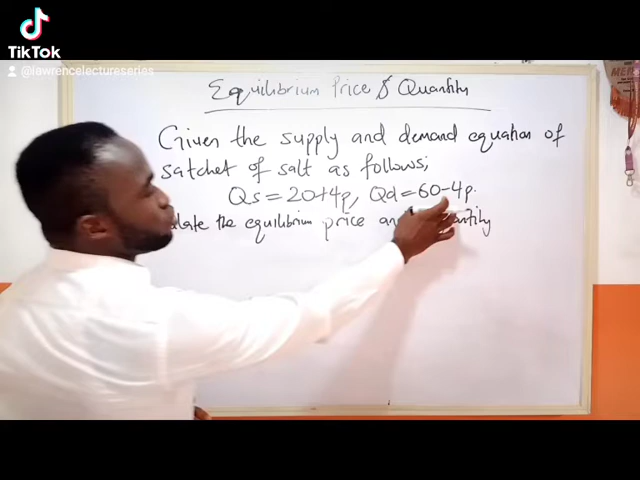 TikTok
@lawrencelectureseries
Equilibrium Price & Quantity
Given the supply and demand equation of
satchet of salt as follows;
Qs = 20+4p, Qd = 60-4p.
the equilibrium price